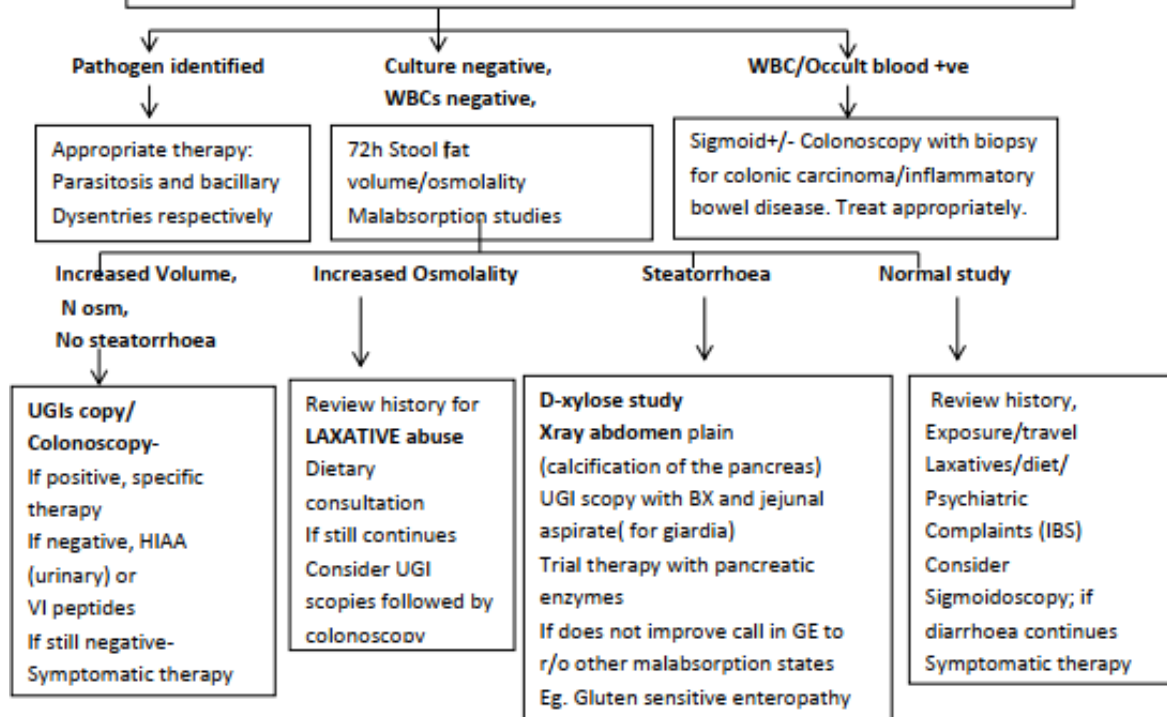 Pathogen identified
Culture negative,
WBCs negative,
WBC/Occult blood +ve
Appropriate therapy:
Parasitosis and bacillary
Dysentries respectively
72h Stool fat
volume/osmolality
Malabsorption studies
Sigmoid+/- Colonoscopy with biopsy
for colonic carcinoma/inflammatory
bowel disease. Treat appropriately.
Increased Volume,
N osm,
No steatorrhoea
Increased Osmolality
Steatorrhoea
Normal study
UGIs copy/
Colonoscopy-
If positive, specific
therapy
If negative, HIAA
(urinary) or
VI peptides
If still negative-
Symptomatic therapy
Review history for
LAXATIVE abuse
Dietary
consultation
If still continues
Consider UGI
scopies followed by
colonoscopy
D-xylose study
Xray abdomen plain
(calcification of the pancreas)
UGI scopy with BX and jejunal
aspirate( for giardia)
Trial therapy with pancreatic
enzymes
If does not improve call in GE to
r/o other malabsorption states
Eg. Gluten sensitive enteropathy
Review history,
Exposure/travel
Laxatives/diet/
Psychiatric
Complaints (IBS)
Consider
Sigmoidoscopy; if
diarrhoea continues
Symptomatic therapy